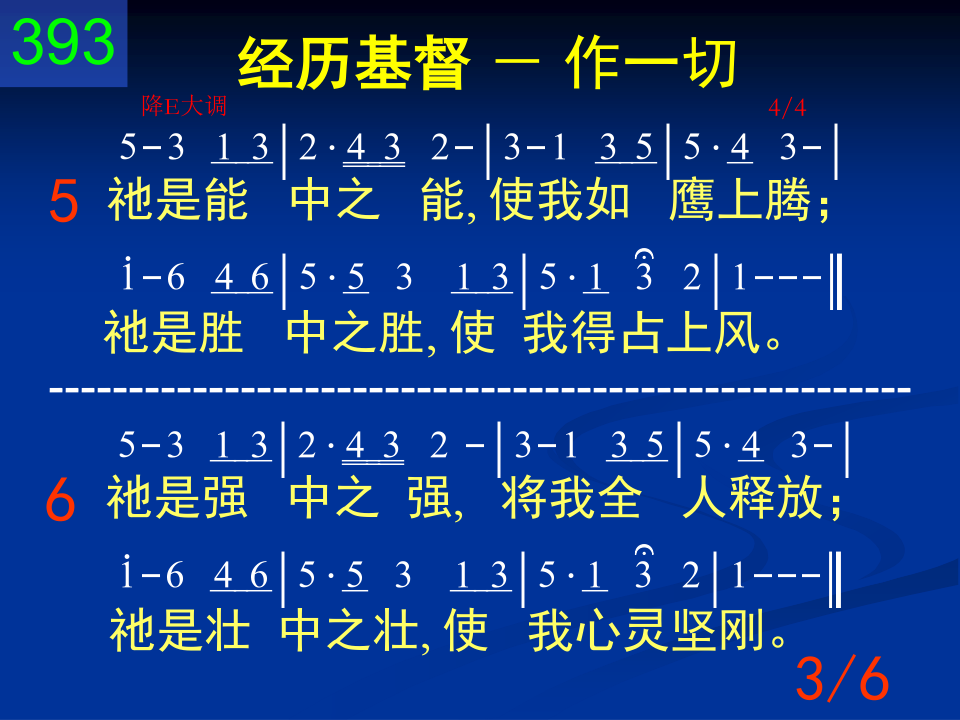 393
经历基督 － 作一切
降E大调 4/4
5-3 1 3|2·4 3 2-|3-1 3 5|5·4 3-|
5 祂是能 中之 能, 使我如 鹰上腾；
i-6 4 6|5·5 3 1 3|5·1 3 2|1---‖
祂是胜 中之胜, 使 我得占上风。
------------------------------------------------------
5-3 1 3|2·4 3 2 -|3-1 3 5|5·4 3-|
6 祂是强 中之 强, 将我全 人释放；
i-6 4 6|5·5 3 1 3|5·1 3 2|1---‖
祂是壮 中之壮, 使 我心灵坚刚。
3/6